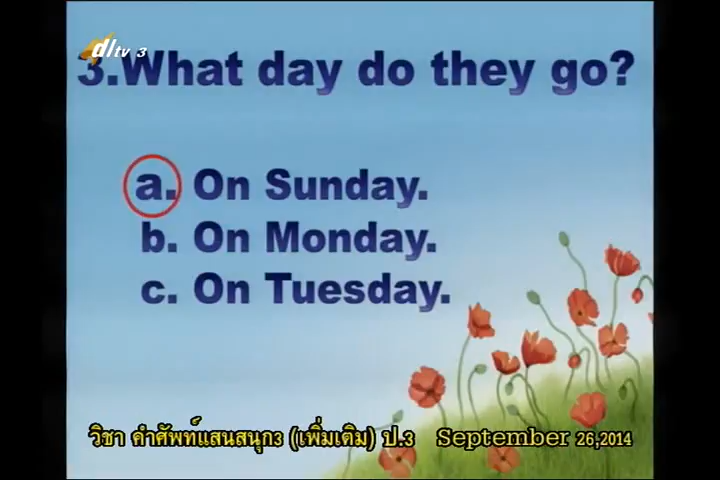 dltv 3
3.What day do they go?
a. On Sunday.
b. On Monday.
c. On Tuesday.
วิชา คำศัพท์แสนสนุก3 (เพิ่มเติม) ป.3 September 26,2014